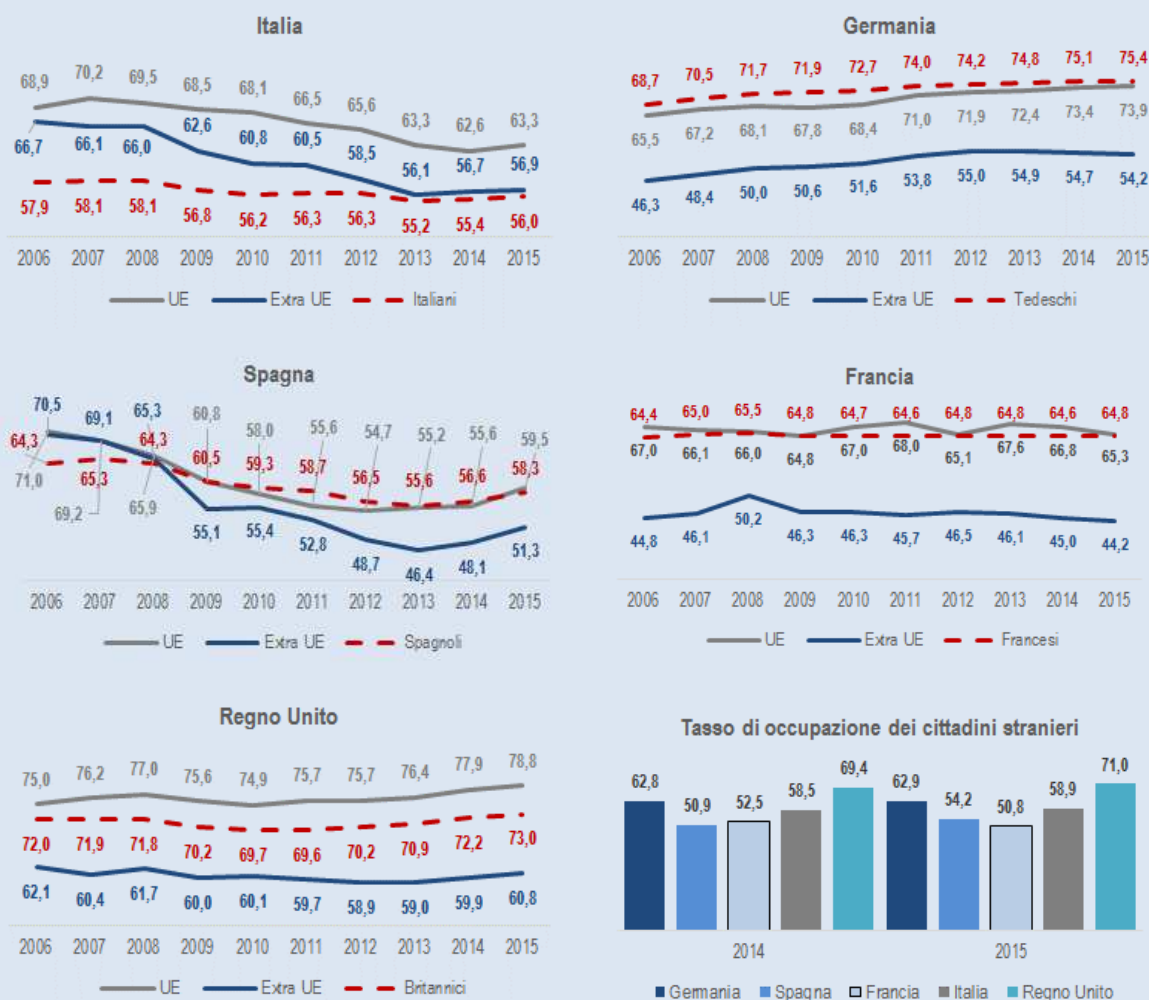 Italia
68,9 70,2 69,5 68,5 68,1 66,5 65,6 63,3 62,6 63,3
66,7 66,1 66,0 62,6 60,8 60,5 58,5 56,1 56,7 56,9
57,9 58,1 58,1 56,8 56,2 56,3 56,3 55,2 55,4 56,0
2006 2007 2008 2009 2010 2011 2012 2013 2014 2015
UE Extra UE Italiani
Germania
68,7 70,5 71,7 71,9 72,7 74,0 74,2 74,8 75,1 75,4
65,5 67,2 68,1 67,8 68,4 71,0 71,9 72,4 73,4 73,9
46,3 48,4 50,0 50,6 51,6 53,8 55,0 54,9 54,7 54,2
2006 2007 2008 2009 2010 2011 2012 2013 2014 2015
UE Extra UE Tedeschi
Spagna
70,5 69,1 65,3 60,8 58,0 55,6 54,7 55,2 55,6 59,5
64,3 65,3 64,3 60,5 59,3 58,7 56,5 55,6 56,6 58,3
71,0 69,2 65,9 55,1 55,4 52,8 48,7 46,4 48,1 51,3
2006 2007 2008 2009 2010 2011 2012 2013 2014 2015
UE Extra UE Spagnoli
Francia
64,4 65,0 65,5 64,8 64,7 64,6 64,8 64,8 64,6 64,8
67,0 66,1 66,0 64,8 67,0 68,0 65,1 67,6 66,8 65,3
44,8 46,1 50,2 46,3 46,3 45,7 46,5 46,1 45,0 44,2
2006 2007 2008 2009 2010 2011 2012 2013 2014 2015
UE Extra UE Francesi
Regno Unito
75,0 76,2 77,0 75,6 74,9 75,7 75,7 76,4 77,9 78,8
72,0 71,9 71,8 70,2 69,7 69,6 70,2 70,9 72,2 73,0
62,1 60,4 61,7 60,0 60,1 59,7 58,9 59,0 59,9 60,8
2006 2007 2008 2009 2010 2011 2012 2013 2014 2015
UE Extra UE Britannici
Tasso di occupazione dei cittadini stranieri
62,8 50,9 52,5 58,5 69,4 62,9 54,2 50,8 58,9 71,0
2014 2015
Germania Spagna Francia Italia Regno Unito